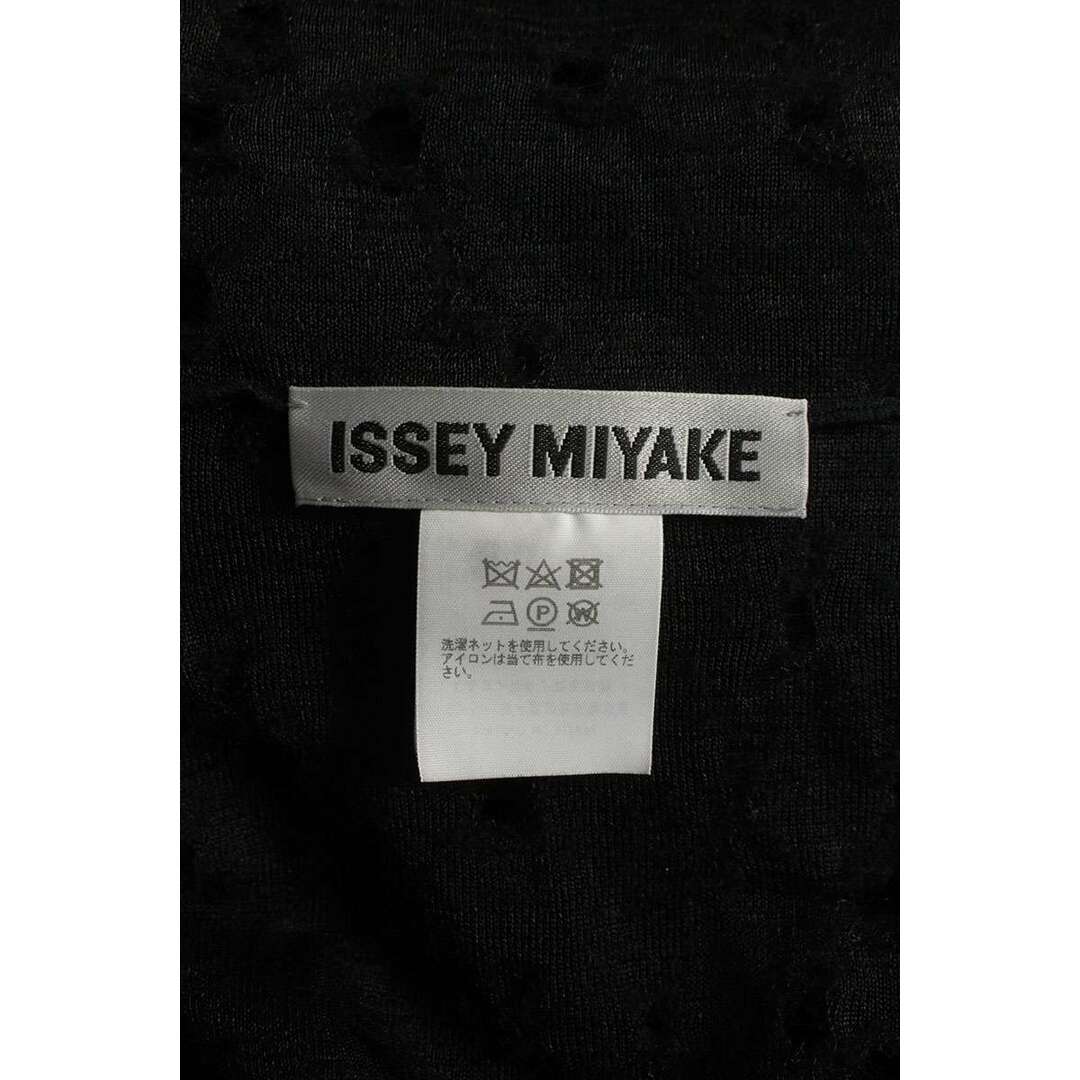 ISSEY MIYAKE
P W
洗濯ネットを使用してください。
アイロンは当て布を使用してくだ
さい。